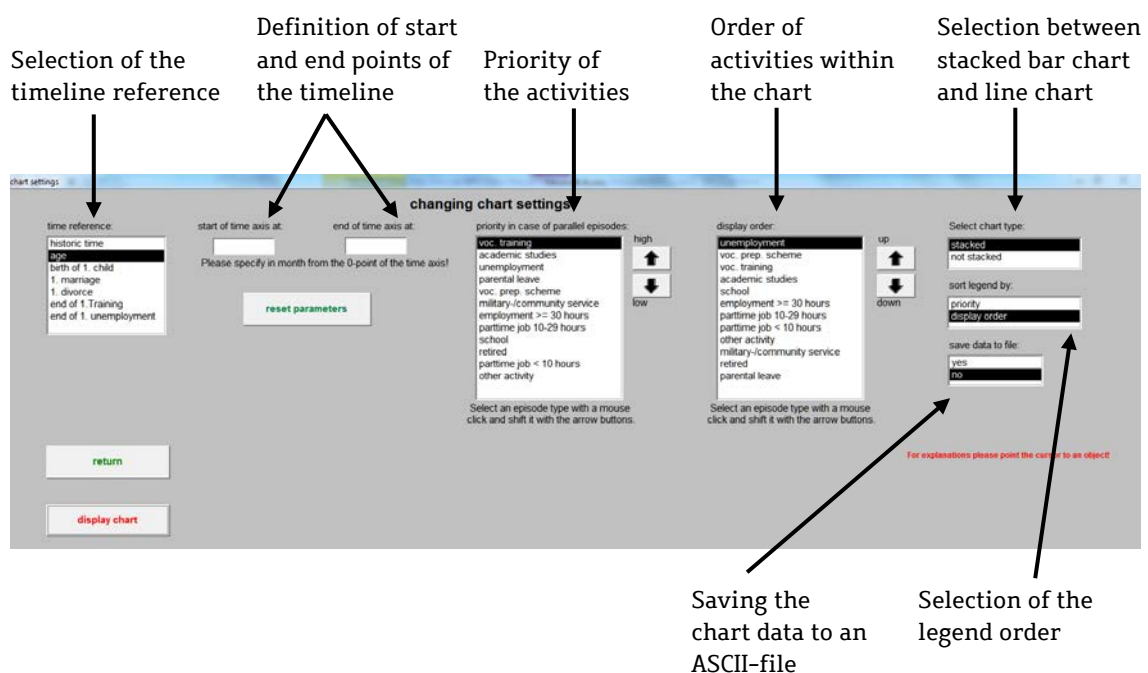 Selection of the
timeline reference
Definition of start
and end points of
the timeline
Priority of
the activities
Order of
activities within
the chart
Selection between
stacked bar chart
and line chart
chart settings
changing chart settings
time reference:
historic time
age
birth of 1. child
1. marriage
1. divorce
end of 1.Training
end of 1. unemployment
start of time axis at:
end of time axis at:
Please specify in month from the 0-point of the time axis!
reset parameters
priority in case of parallel episodes:
voc. training
academic studies
unemployment
parental leave
voc. prep. scheme
military-/community service
employment >= 30 hours
parttime job 10-29 hours
school
retired
parttime job < 10 hours
other activity
high
low
Select an episode type with a mouse
click and shift it with the arrow buttons.
display order:
unemployment
voc. prep. scheme
voc. training
academic studies
school
employment >= 30 hours
parttime job 10-29 hours
parttime job < 10 hours
other activity
military-/community service
retired
parental leave
up
down
Select an episode type with a mouse
click and shift it with the arrow buttons.
Select chart type:
stacked
not stacked
sort legend by:
priority
display order
save data to file:
yes
no
return
For explanations please point the cursor to an object!
display chart
Saving the
chart data to an
ASCII-file
Selection of the
legend order